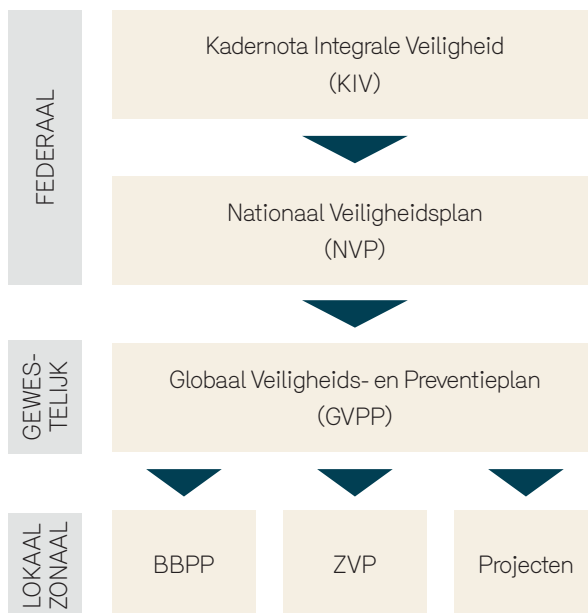 FEDERAAL
Kadernota Integrale Veiligheid
(KIV)
Nationaal Veiligheidsplan
(NVP)
GEWES-
TELIJK
Globaal Veiligheids- en Preventieplan
(GVPP)
LOKAAL
ZONAAL
BBPP
ZVP
Projecten